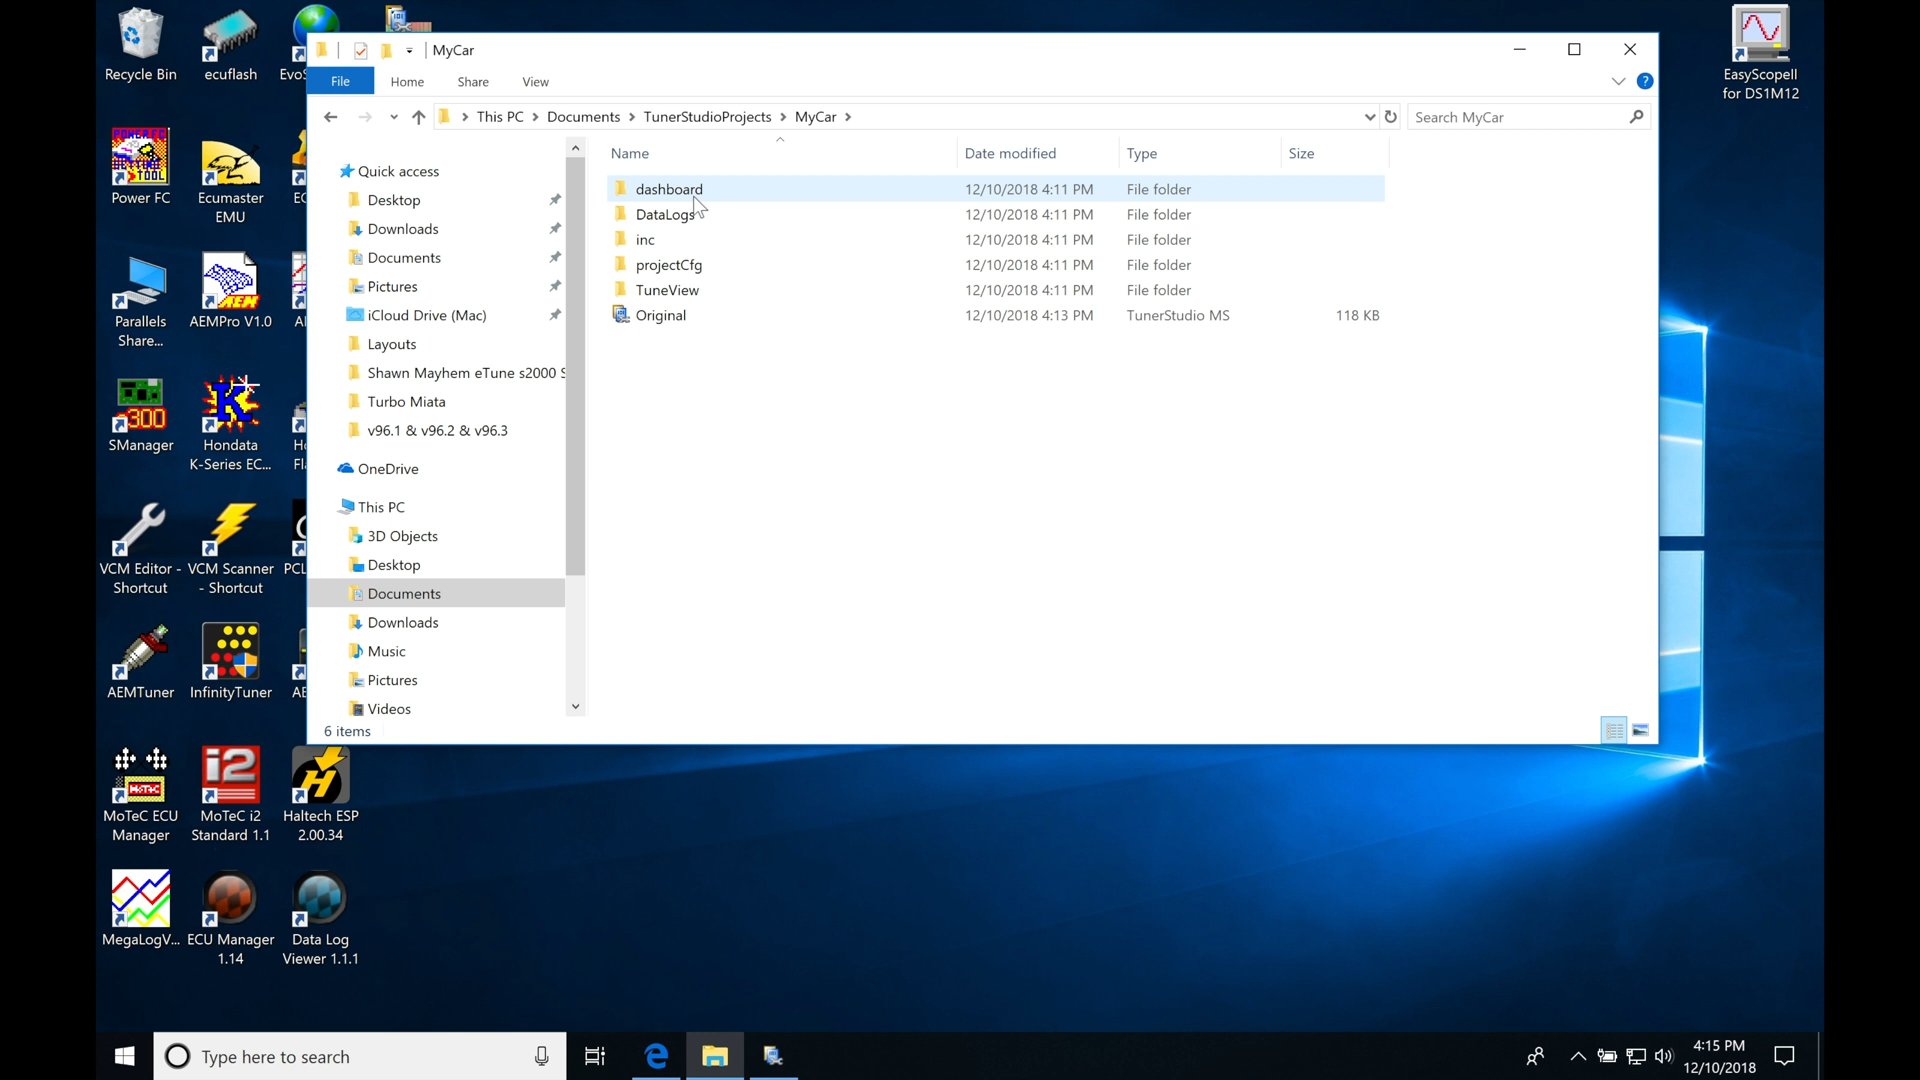 Recycle Bin
ecuflash
EasyScopeII
for DS1M12
MyCar
File
Home
Share
View
This PC
Documents
TunerStudioProjects
MyCar
Search MyCar
Name
Date modified
Type
Size
dashboard
12/10/2018 4:11 PM
File folder
DataLogs
12/10/2018 4:11 PM
File folder
inc
12/10/2018 4:11 PM
File folder
projectCfg
12/10/2018 4:11 PM
File folder
TuneView
12/10/2018 4:11 PM
File folder
Original
12/10/2018 4:13 PM
TunerStudio MS
118 KB
Quick access
Desktop
Downloads
Documents
Pictures
iCloud Drive (Mac)
Layouts
Shawn Mayhem eTune s2000
Turbo Miata
v96.1 & v96.2 & v96.3
OneDrive
This PC
3D Objects
Desktop
Documents
Downloads
Music
Pictures
Videos
6 items
Power FC
Ecumaster
EMU
Parallels
Share...
AEMPro V1.0
SManager
Hondata
K-Series EC...
VCM Editor -
Shortcut
VCM Scanner
- Shortcut
PCL
AEMTuner
InfinityTuner
MoTeC ECU
Manager
MoTeC i2
Standard 1.1
Haltech ESP
2.00.34
MegaLogV...
ECU Manager
1.14
Data Log
Viewer 1.1.1
Type here to search
4:15 PM
12/10/2018